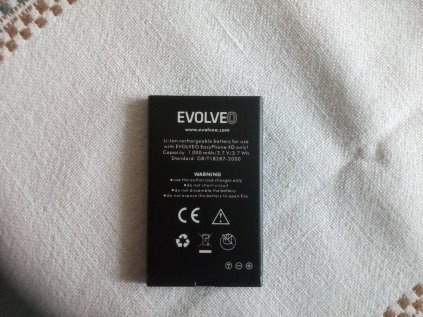 EVOLVEO
www.evolveo.com
Li-Ion rechargeable battery for use
with EVOLVEO EasyPhone XD only!
Capacity: 1 000 mAh/3.7 V/3.7 Wh
Standard: GB/T18287-2000
WARNING
●use the authorized charger only
●do not short-circuit
●do not dissemble the battery
●do not expose the battery to open fire
CE
T - +